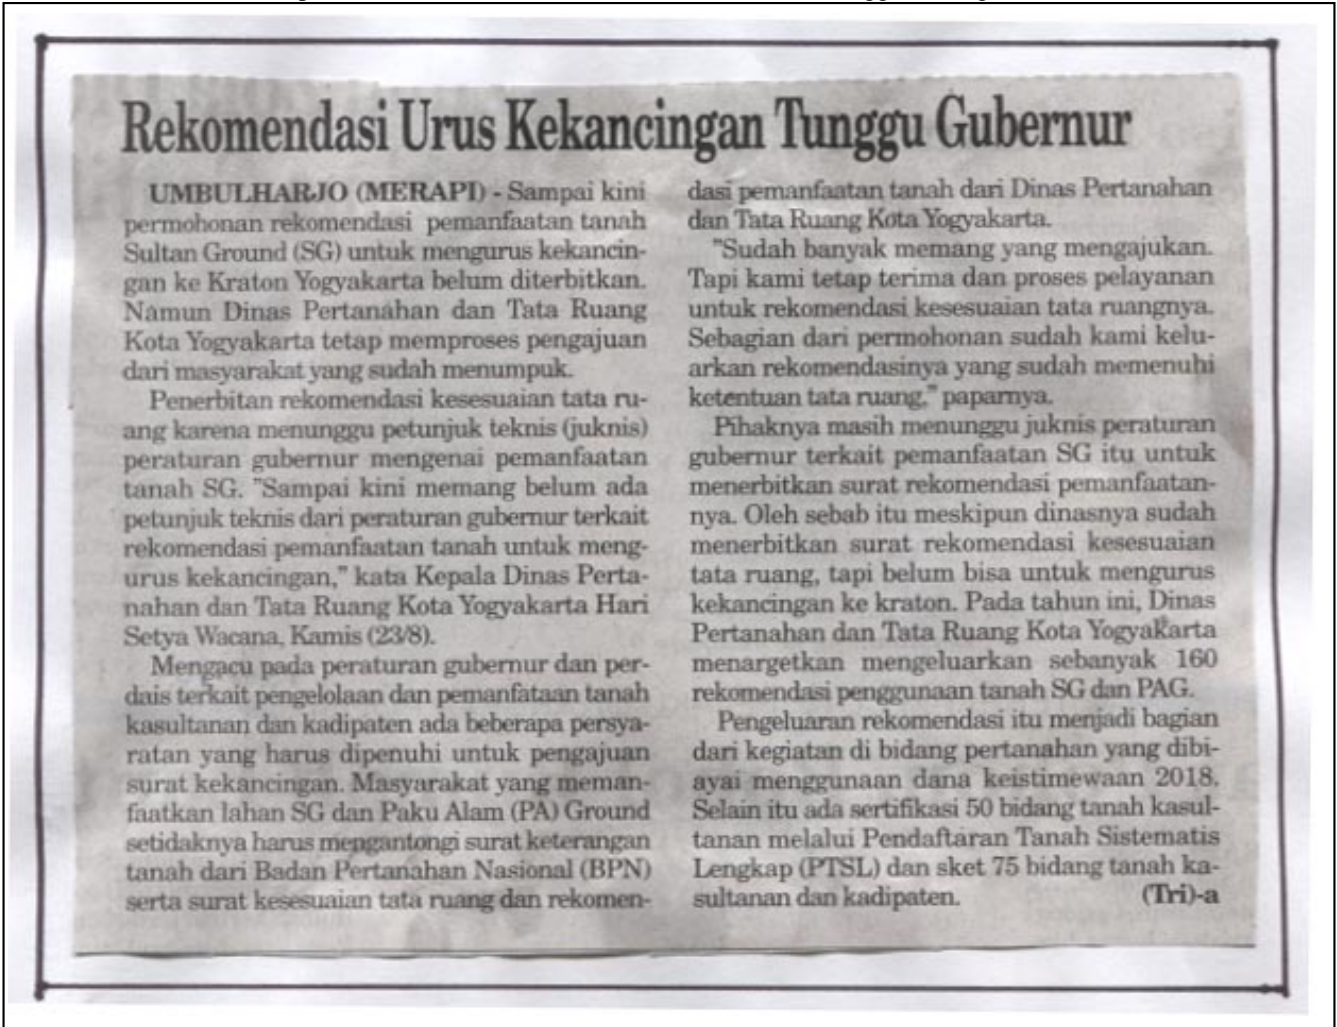 Rekomendasi Urus Kekancingan Tunggu Gubernur
UMBULHARJO (MERAPI) - Sampai kini
permohonan rekomendasi pemanfaatan tanah
Sultan Ground (SG) untuk mengurus kekancin-
gan ke Kraton Yogyakarta belum diterbitkan.
Namun Dinas Pertanahan dan Tata Ruang
Kota Yogyakarta tetap memproses pengajuan
dari masyarakat yang sudah menumpuk.
Penerbitan rekomendasi kesesuaian tata ru-
ang karena menunggu petunjuk teknis (juknis)
peraturan gubernur mengenai pemanfaatan
tanah SG. "Sampai kini memang belum ada
petunjuk teknis dari peraturan gubernur terkait
rekomendasi pemanfaatan tanah untuk meng-
urus kekancingan," kata Kepala Dinas Perta-
nahan dan Tata Ruang Kota Yogyakarta Hari
Setya Wacana, Kamis (23/8).
Mengacu pada peraturan gubernur dan per-
dais terkait pengelolaan dan pemanfataan tanah
kasultanan dan kadipaten ada beberapa persya-
ratan yang harus dipenuhi untuk pengajuan
surat kekancingan. Masyarakat yang meman-
faatkan lahan SG dan Paku Alam (PA) Ground
setidaknya harus mengantongi surat keterangan
tanah dari Badan Pertanahan Nasional (BPN)
serta surat kesesuaian tata ruang dan rekomen-
dasi pemanfaatan tanah dari Dinas Pertanahan
dan Tata Ruang Kota Yogyakarta.
"Sudah banyak memang yang mengajukan.
Tapi kami tetap terima dan proses pelayanan
untuk rekomendasi kesesuaian tata ruangnya.
Sebagian dari permohonan sudah kami kelu-
arkan rekomendasinya yang sudah memenuhi
ketentuan tata ruang," paparnya.
Pihaknya masih menunggu juknis peraturan
gubernur terkait pemanfaatan SG itu untuk
menerbitkan surat rekomendasi pemanfaatan-
nya. Oleh sebab itu meskipun dinasnya sudah
menerbitkan surat rekomendasi kesesuaian
tata ruang, tapi belum bisa untuk mengurus
kekancingan ke kraton. Pada tahun ini, Dinas
Pertanahan dan Tata Ruang Kota Yogyakarta
menargetkan mengeluarkan sebanyak 160
rekomendasi penggunaan tanah SG dan PAG.
Pengeluaran rekomendasi itu menjadi bagian
dari kegiatan di bidang pertanahan yang dibi-
ayai menggunaan dana keistimewaan 2018.
Selain itu ada sertifikasi 50 bidang tanah kasul-
tanan melalui Pendaftaran Tanah Sistematis
Lengkap (PTSL) dan sket 75 bidang tanah ka-
sultanan dan kadipaten. (Tri)-a